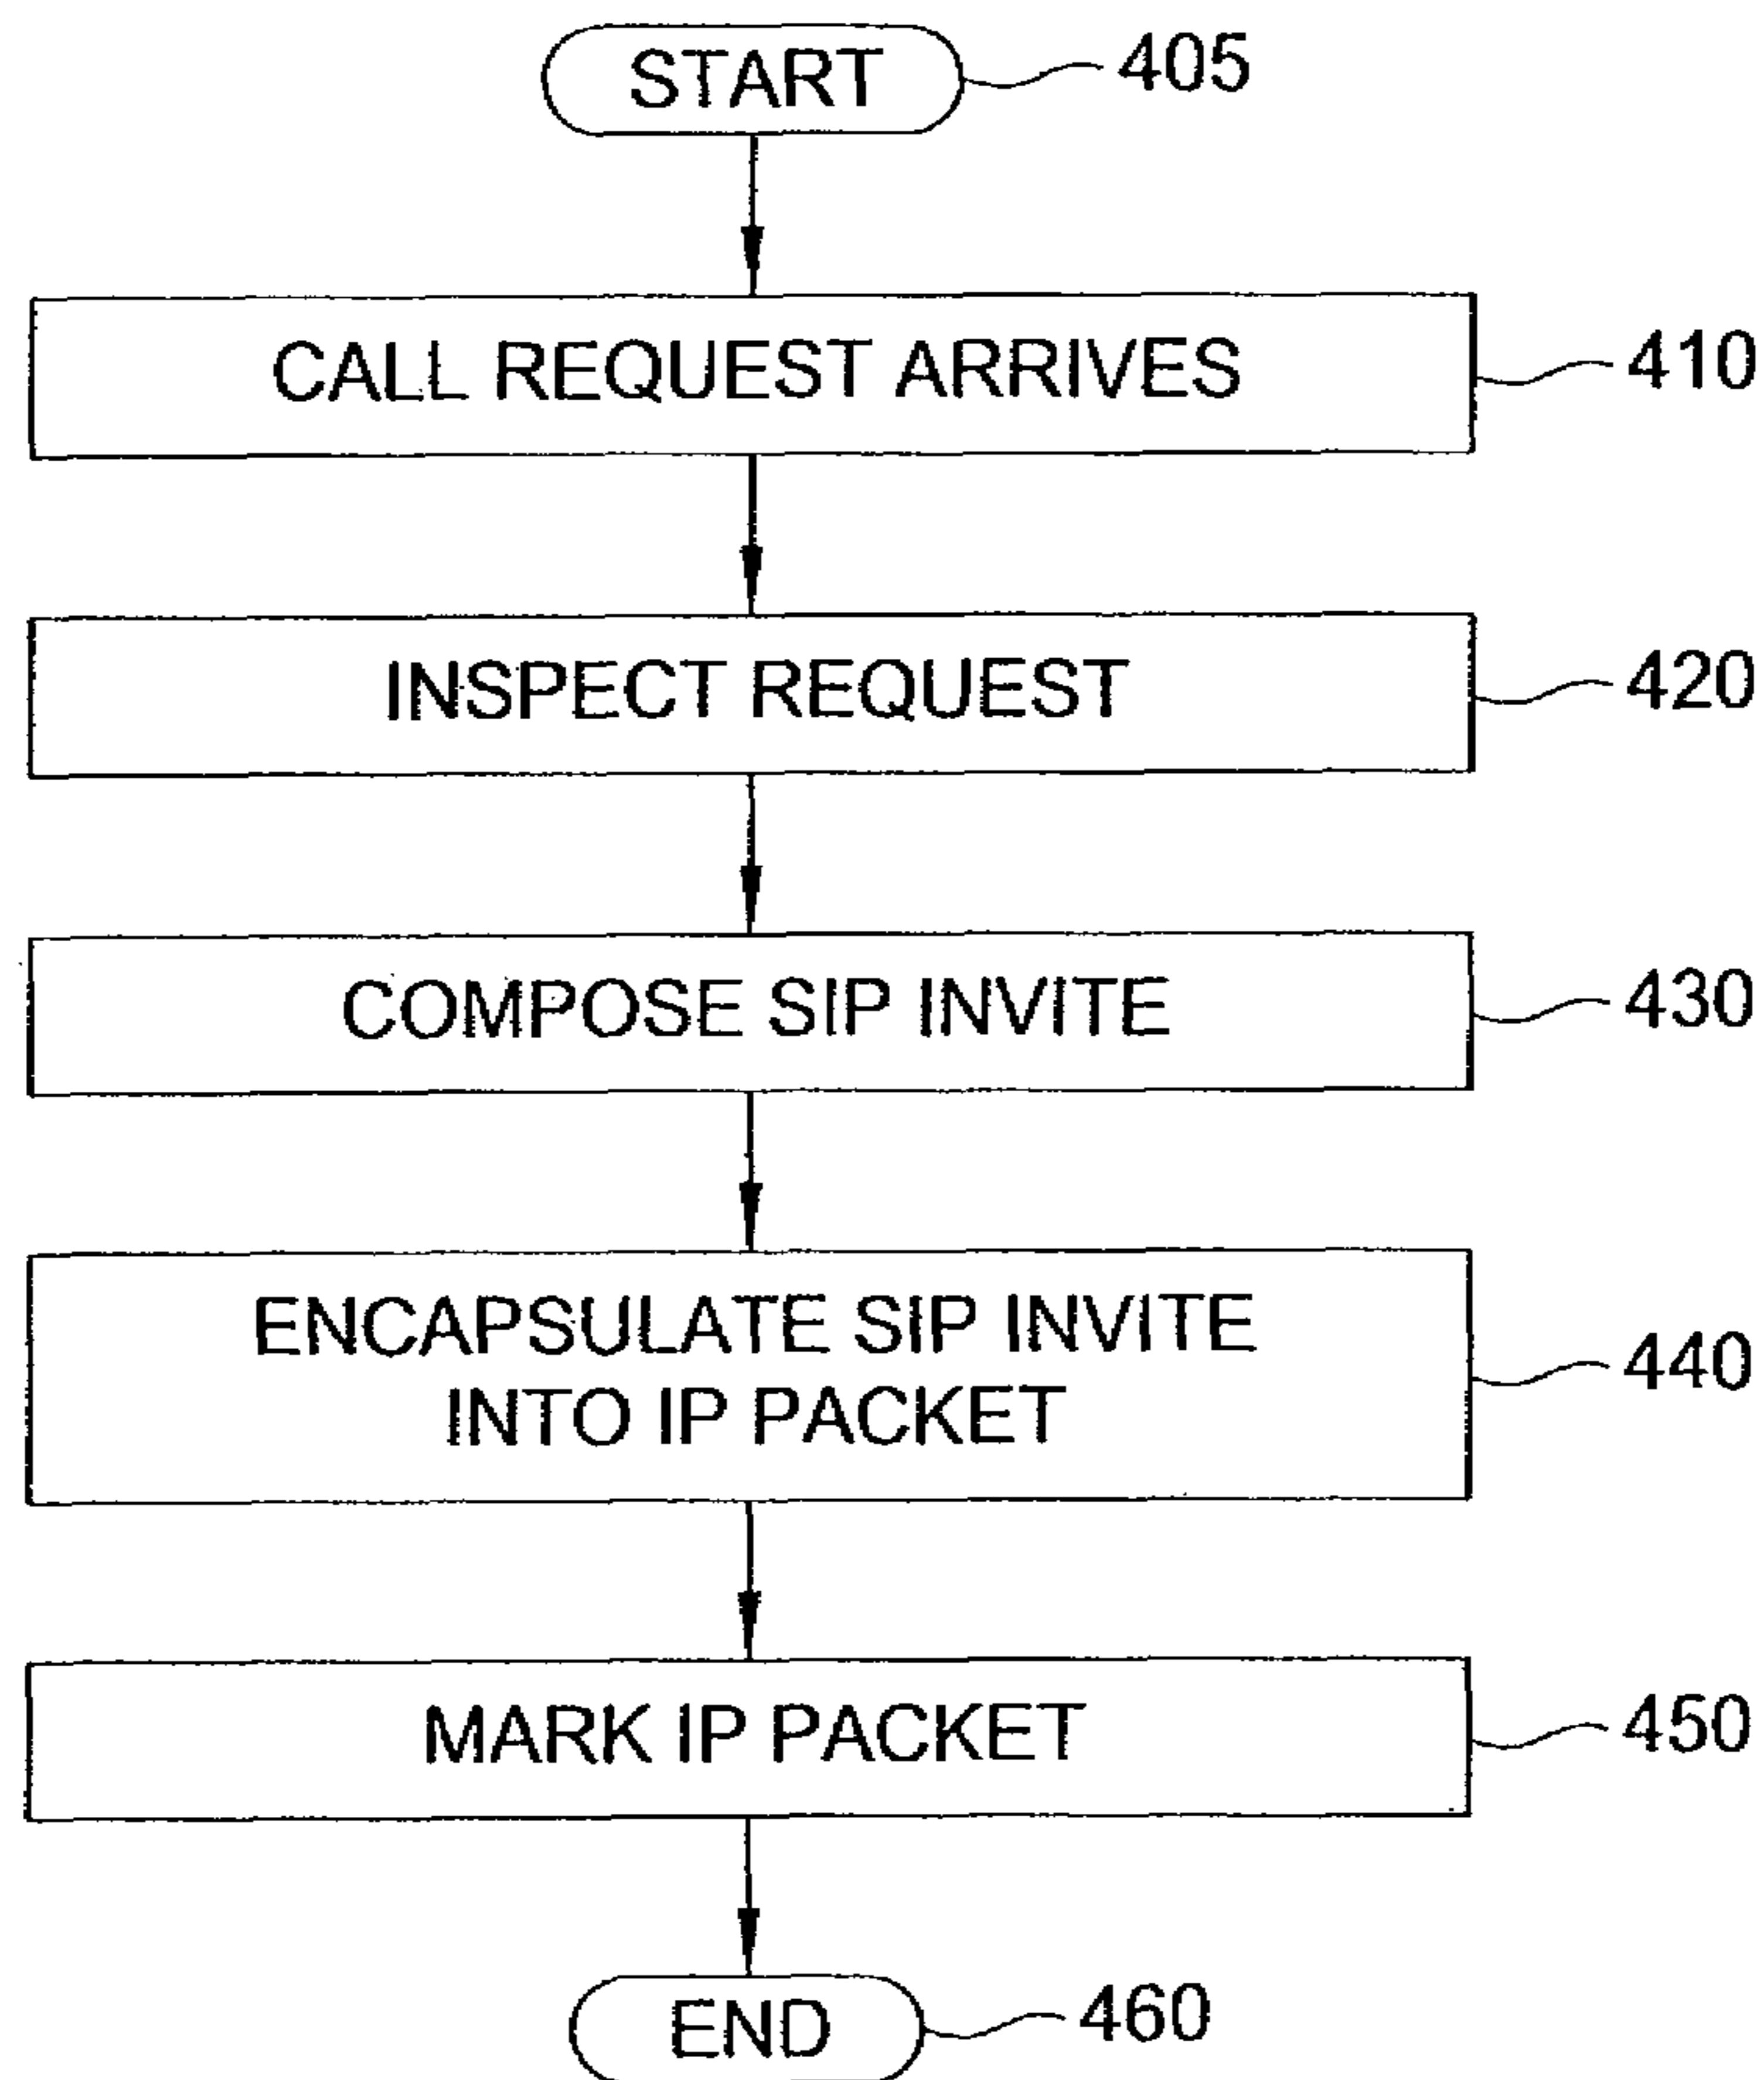 START 405
CALL REQUEST ARRIVES 410
INSPECT REQUEST 420
COMPOSE SIP INVITE 430
ENCAPSULATE SIP INVITE
INTO IP PACKET 440
MARK IP PACKET 450
END 460